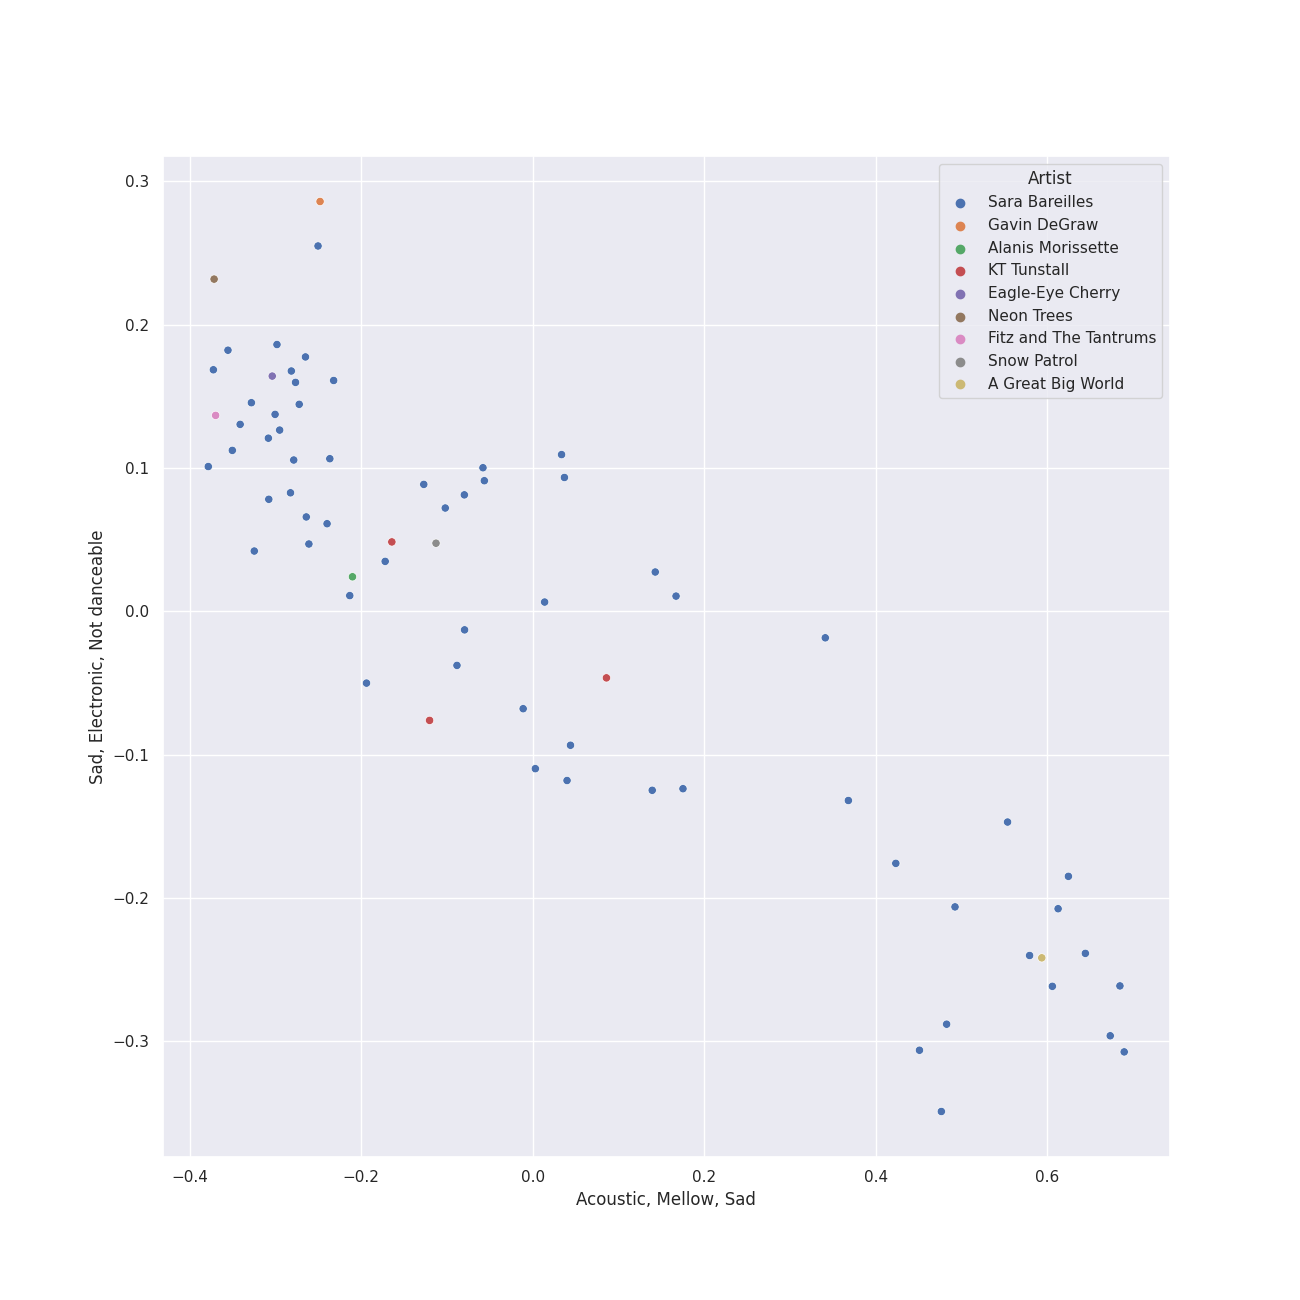 Artist
Sara Bareilles
Gavin DeGraw
Alanis Morissette
KT Tunstall
Eagle-Eye Cherry
Neon Trees
Fitz and The Tantrums
Snow Patrol
A Great Big World
0.3
0.2
0.1
0.0
−0.1
−0.2
−0.3
Sad, Electronic, Not danceable
−0.4
−0.2
0.0
0.2
0.4
0.6
Acoustic, Mellow, Sad